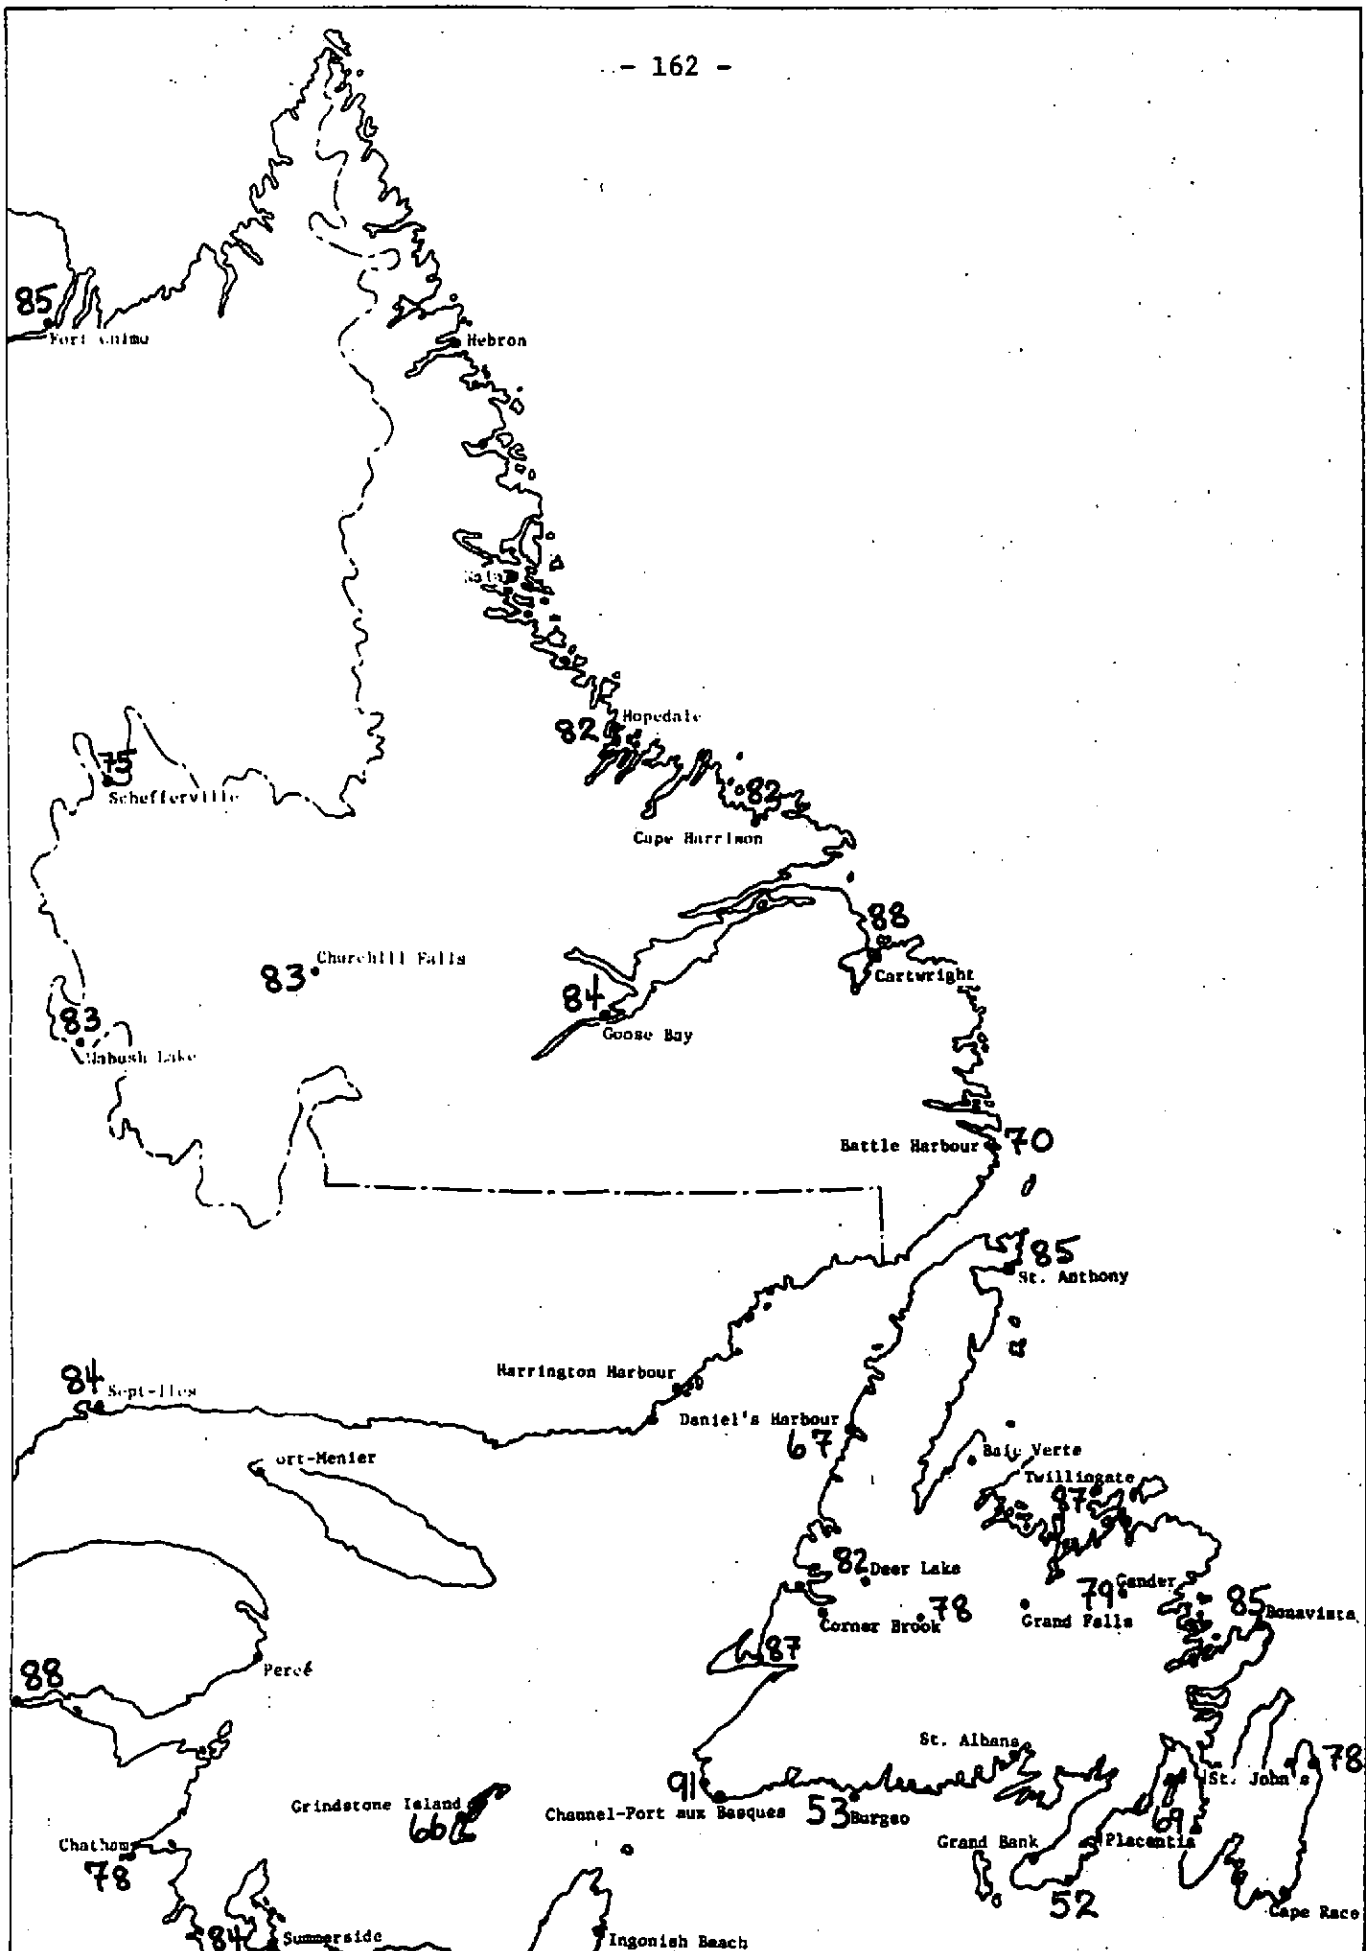 - 162 -
85
Hebron
82
Hopedale
75
Schefferville
82
Cape Harrison
88
Cartwright
83
Churchill Falls
84
Goose Bay
83
Wabush Lake
Battle Harbour
70
85
St. Anthony
84
Sept-Iles
Harrington Harbour
Daniel's Harbour
67
ort-Menier
Baie Verte
Twillingate
87
82
Deer Lake
78
Corner Brook
79
Gander
Grand Falls
85
Bonavista
87
Percé
88
St. Albans
91
Channel-Port aux Basques
53
Burgeo
78
St. John's
69
Placentia
Grand Bank
52
Cape Race
Grindstone Island
66
Chatham
78
84
Summerside
Ingonish Beach